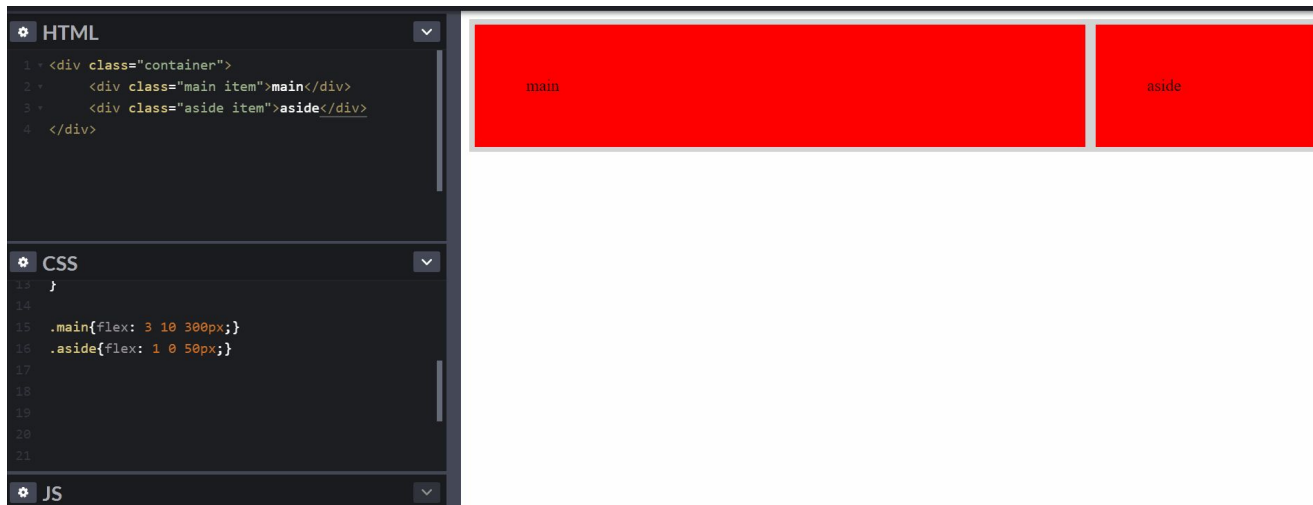 HTML
1 <div class="container">
2 <div class="main item">main</div>
3 <div class="aside item">aside</div>
4 </div>
CSS
13 }
14
15 .main{flex: 3 10 300px;}
16 .aside{flex: 1 0 50px;}
17
18
19
20
21
JS
main
aside